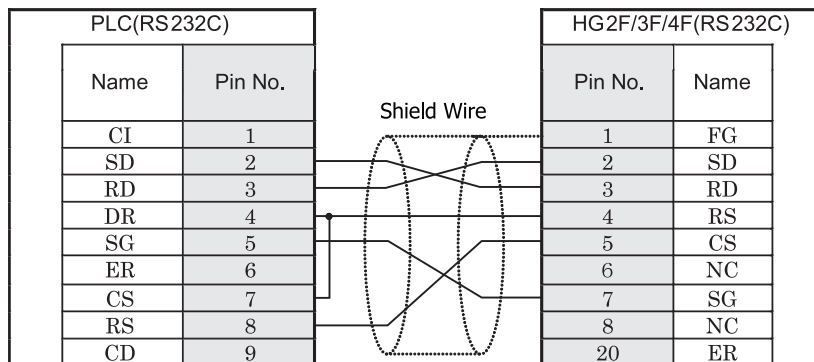 PLC(RS232C) HG2F/3F/4F(RS232C)
Name Pin No. Pin No. Name
Shield Wire
CI 1 1 FG
SD 2 2 SD
RD 3 3 RD
DR 4 4 RS
SG 5 5 CS
ER 6 6 NC
CS 7 7 SG
RS 8 8 NC
CD 9 20 ER